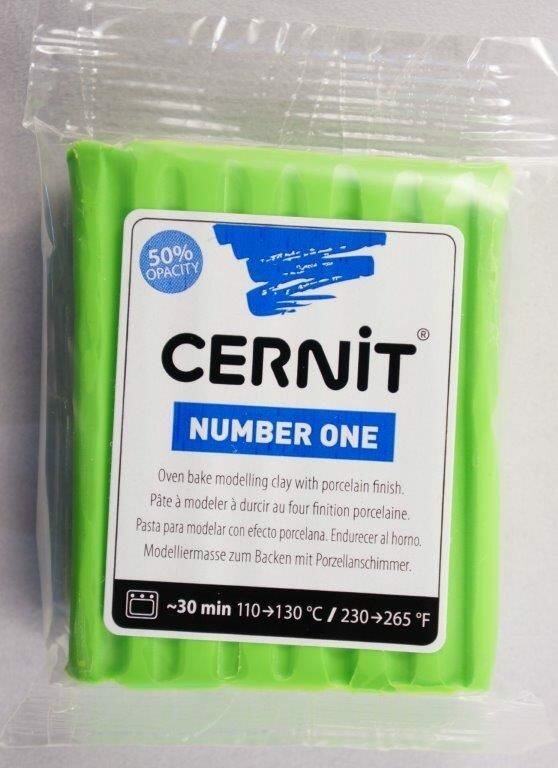 50%
OPACITY
CERNiT®
NUMBER ONE
Oven bake modelling clay with porcelain finish.
Pâte à modeler à durcir au four finition porcelaine.
Pasta para modelar con efecto porcelana. Endurecer al horno.
Modelliermasse zum Backen mit Porzellanschimmer.
~30 min 110→130 °C / 230→265 °F